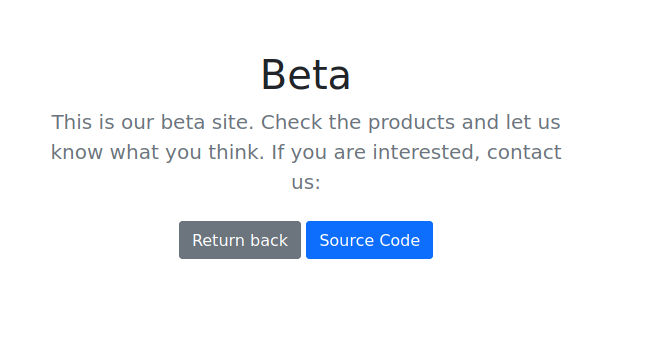 Beta
This is our beta site. Check the products and let us
know what you think. If you are interested, contact
us:
Return back Source Code